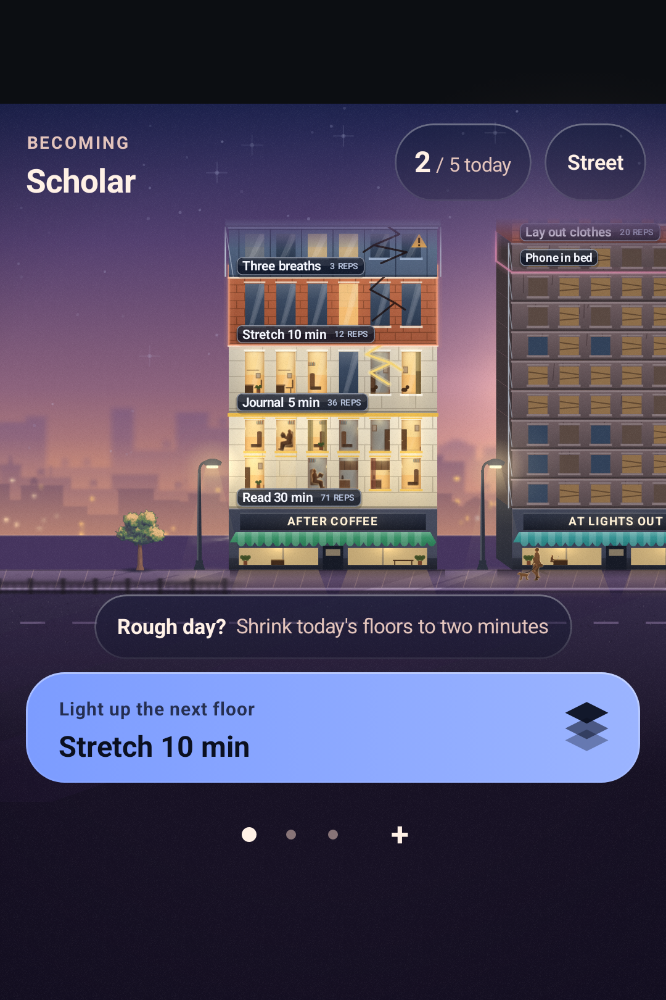 BECOMING
Scholar
2 / 5 today
Street
Lay out clothes 20 REPS
Phone in bed
Three breaths 3 REPS
Stretch 10 min 12 REPS
Journal 5 min 36 REPS
Read 30 min 71 REPS
AFTER COFFEE
AT LIGHTS OUT
Rough day? Shrink today's floors to two minutes
Light up the next floor
Stretch 10 min